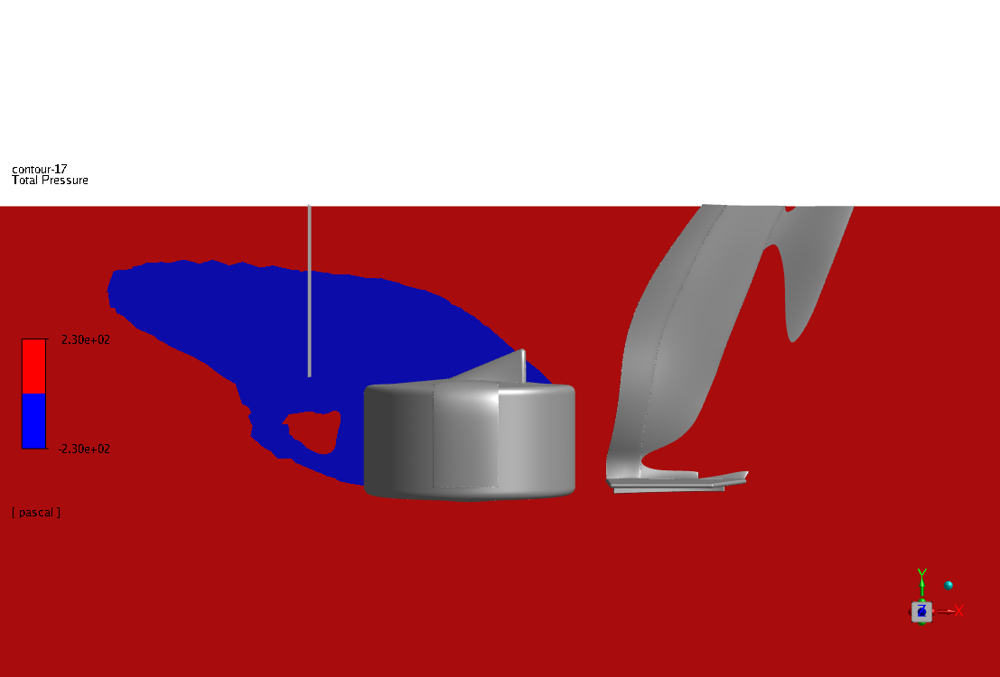 contour-17
Total Pressure
2.30e+02
-2.30e+02
[ pascal ]
Y
Z
X